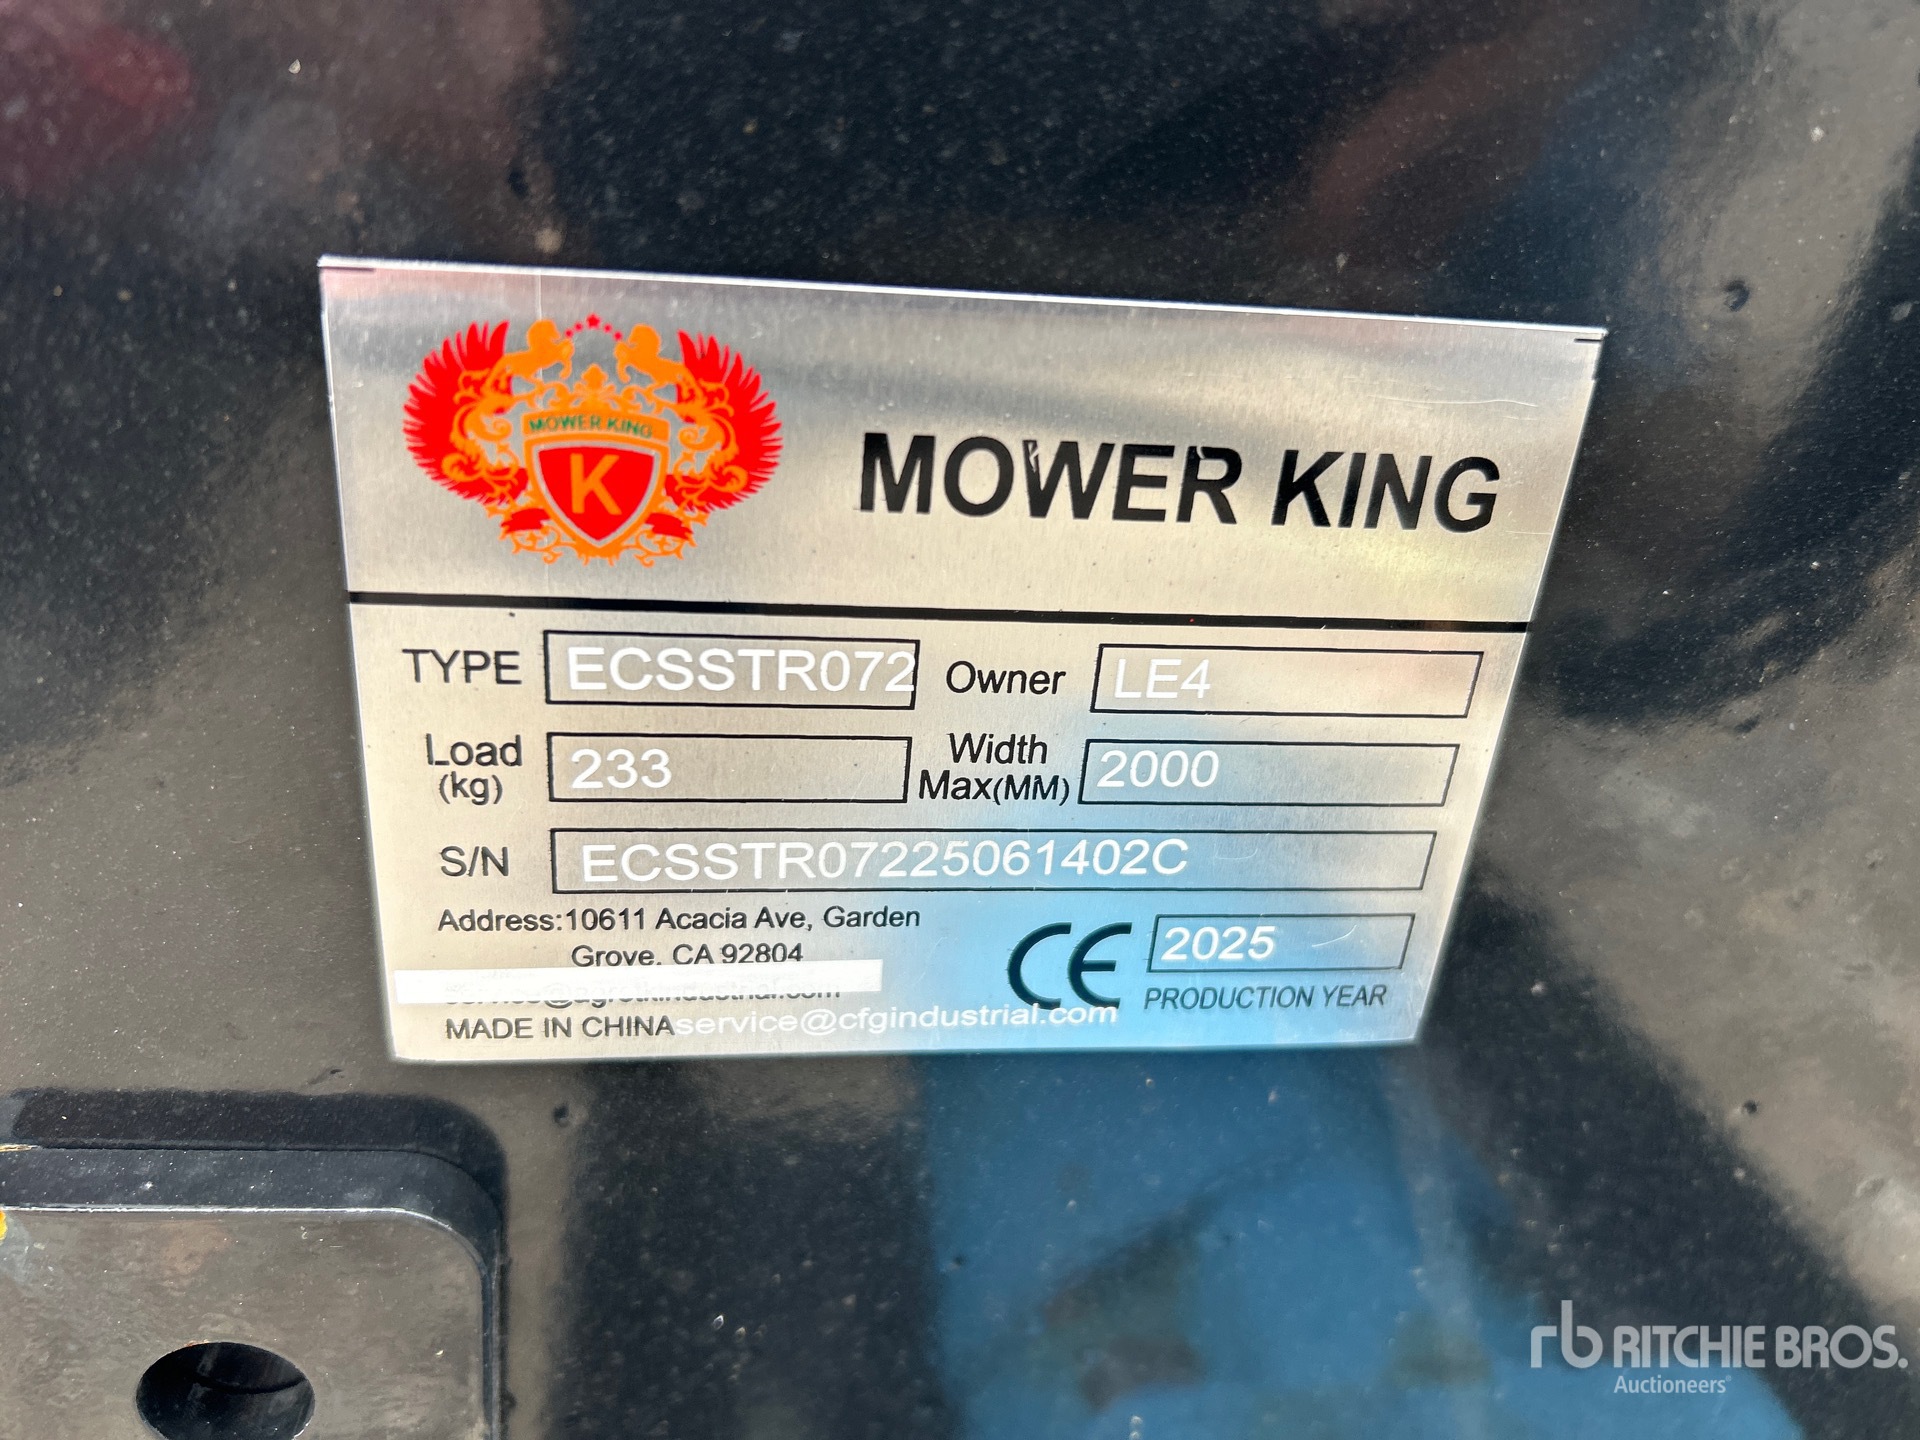 MOWER KING
K
MOWER KING
TYPE ECSSTR072 Owner LE4
Load (kg) 233 Width Max(MM) 2000
S/N ECSSTR07225061402C
Address:10611 Acacia Ave, Garden
Grove, CA 92804
CE 2025
PRODUCTION YEAR
MADE IN CHINA service@cfgindustrial.com
rb RITCHIE BROS.
Auctioneers